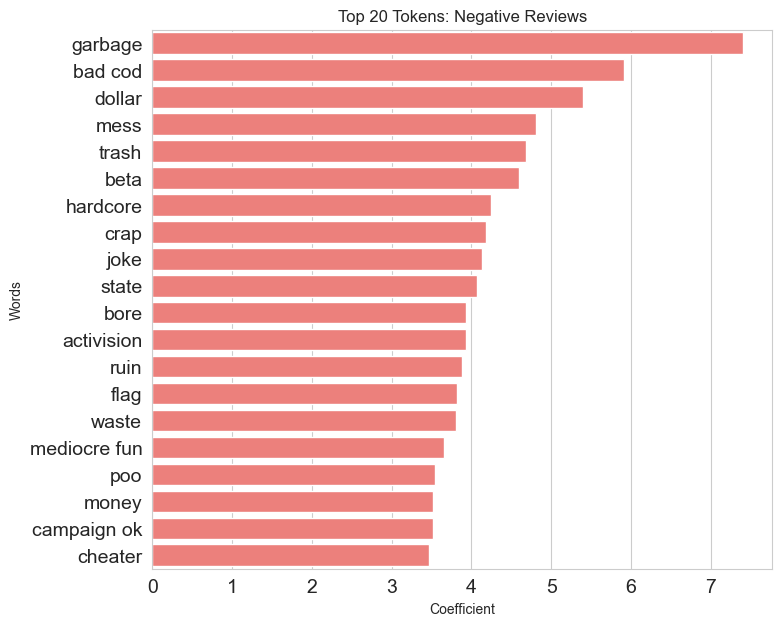 Top 20 Tokens: Negative Reviews
garbage
bad cod
dollar
mess
trash
beta
hardcore
crap
joke
state
bore
activision
ruin
flag
waste
mediocre fun
poo
money
campaign ok
cheater
Words
0 1 2 3 4 5 6 7
Coefficient